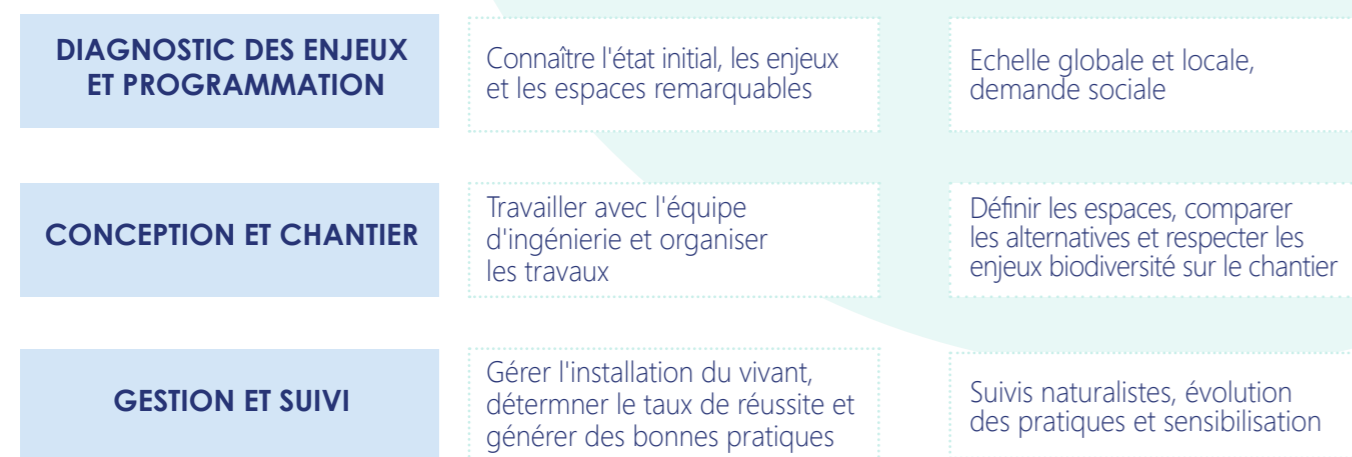 DIAGNOSTIC DES ENJEUX
ET PROGRAMMATION
Connaître l'état initial, les enjeux
et les espaces remarquables
Echelle globale et locale,
demande sociale
CONCEPTION ET CHANTIER
Travailler avec l'équipe
d'ingénierie et organiser
les travaux
Définir les espaces, comparer
les alternatives et respecter les
enjeux biodiversité sur le chantier
GESTION ET SUIVI
Gérer l'installation du vivant,
détermner le taux de réussite et
générer des bonnes pratiques
Suivis naturalistes, évolution
des pratiques et sensibilisation